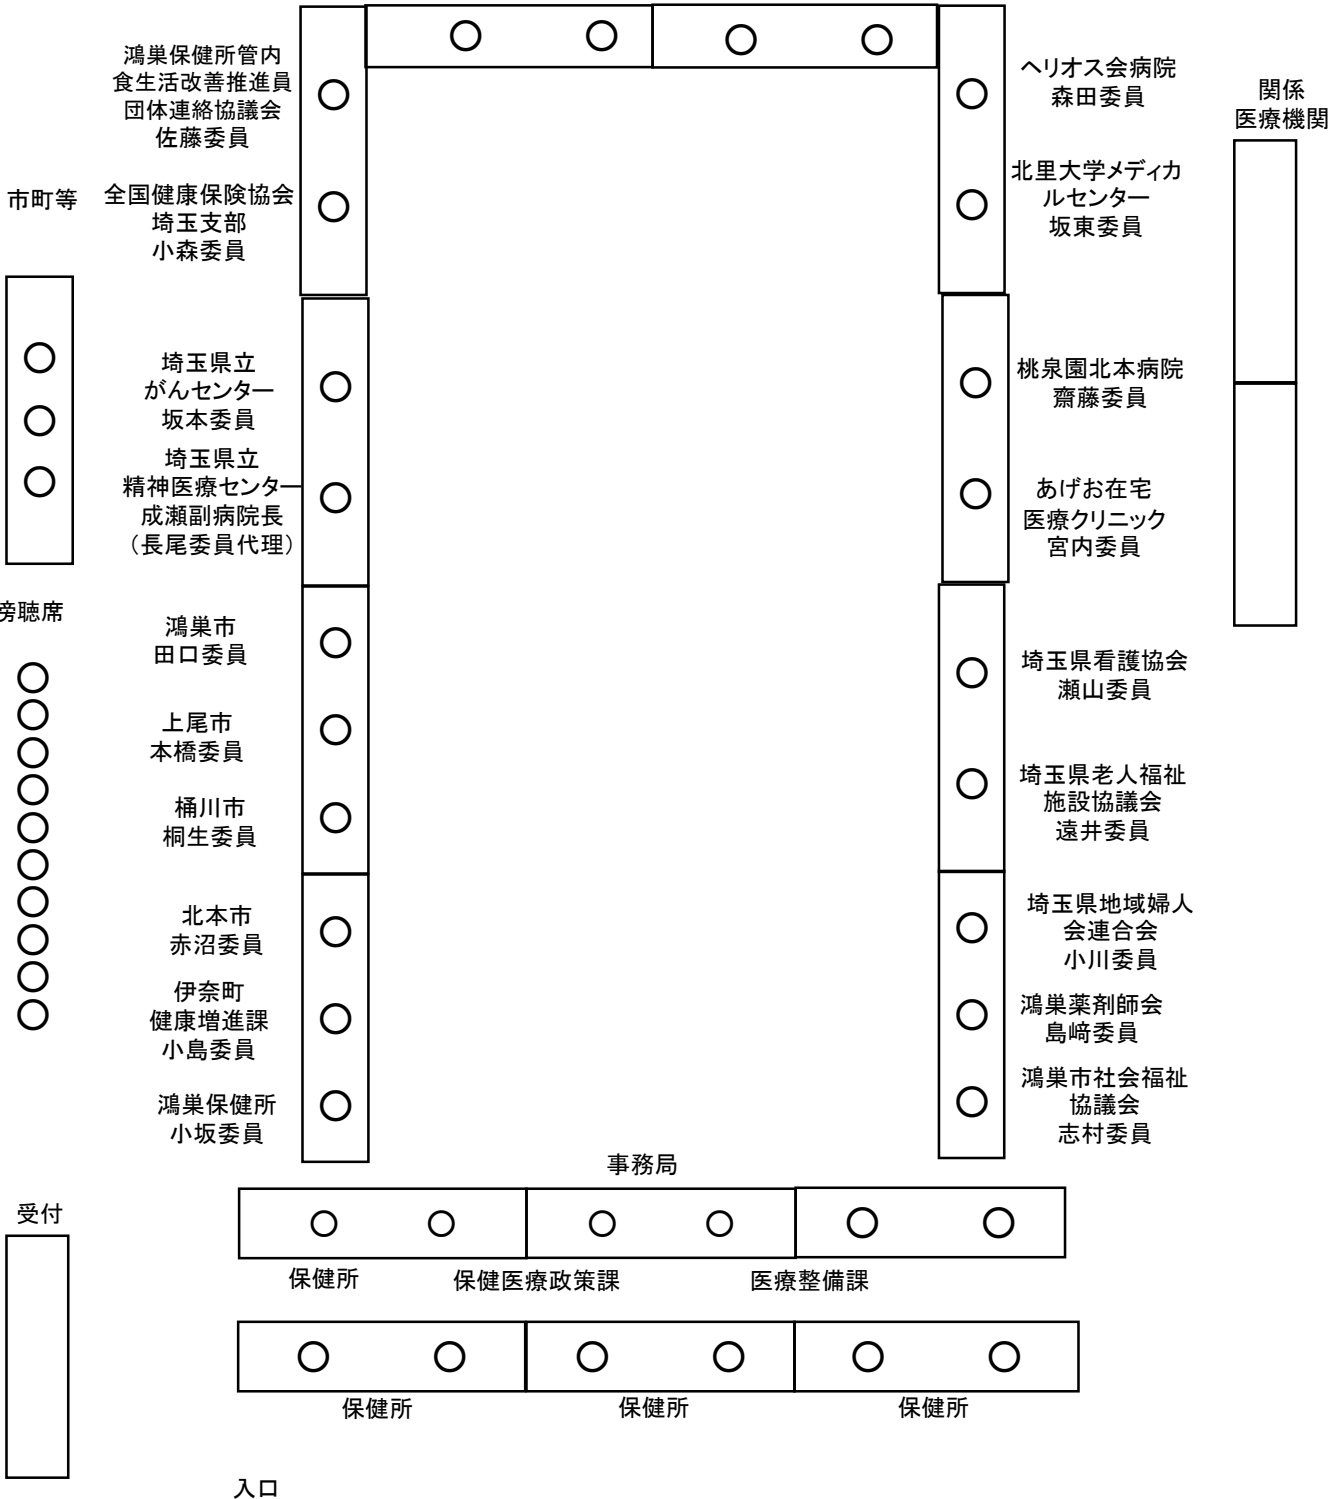 鴻巣保健所管内
食生活改善推進員
団体連絡協議会
佐藤委員
ヘリオス会病院
森田委員
関係
医療機関
市町等
全国健康保険協会
埼玉支部
小森委員
北里大学メディカ
ルセンター
坂東委員
埼玉県立
がんセンター
坂本委員
桃泉園北本病院
齋藤委員
埼玉県立
精神医療センター
成瀬副病院長
（長尾委員代理）
あげお在宅
医療クリニック
宮内委員
傍聴席
鴻巣市
田口委員
埼玉県看護協会
瀬山委員
上尾市
本橋委員
埼玉県老人福祉
施設協議会
遠井委員
桶川市
桐生委員
北本市
赤沼委員
埼玉県地域婦人
会連合会
小川委員
伊奈町
健康増進課
小島委員
鴻巣薬剤師会
島﨑委員
鴻巣保健所
小坂委員
鴻巣市社会福祉
協議会
志村委員
事務局
受付
保健所
保健医療政策課
医療整備課
保健所
保健所
保健所
入口